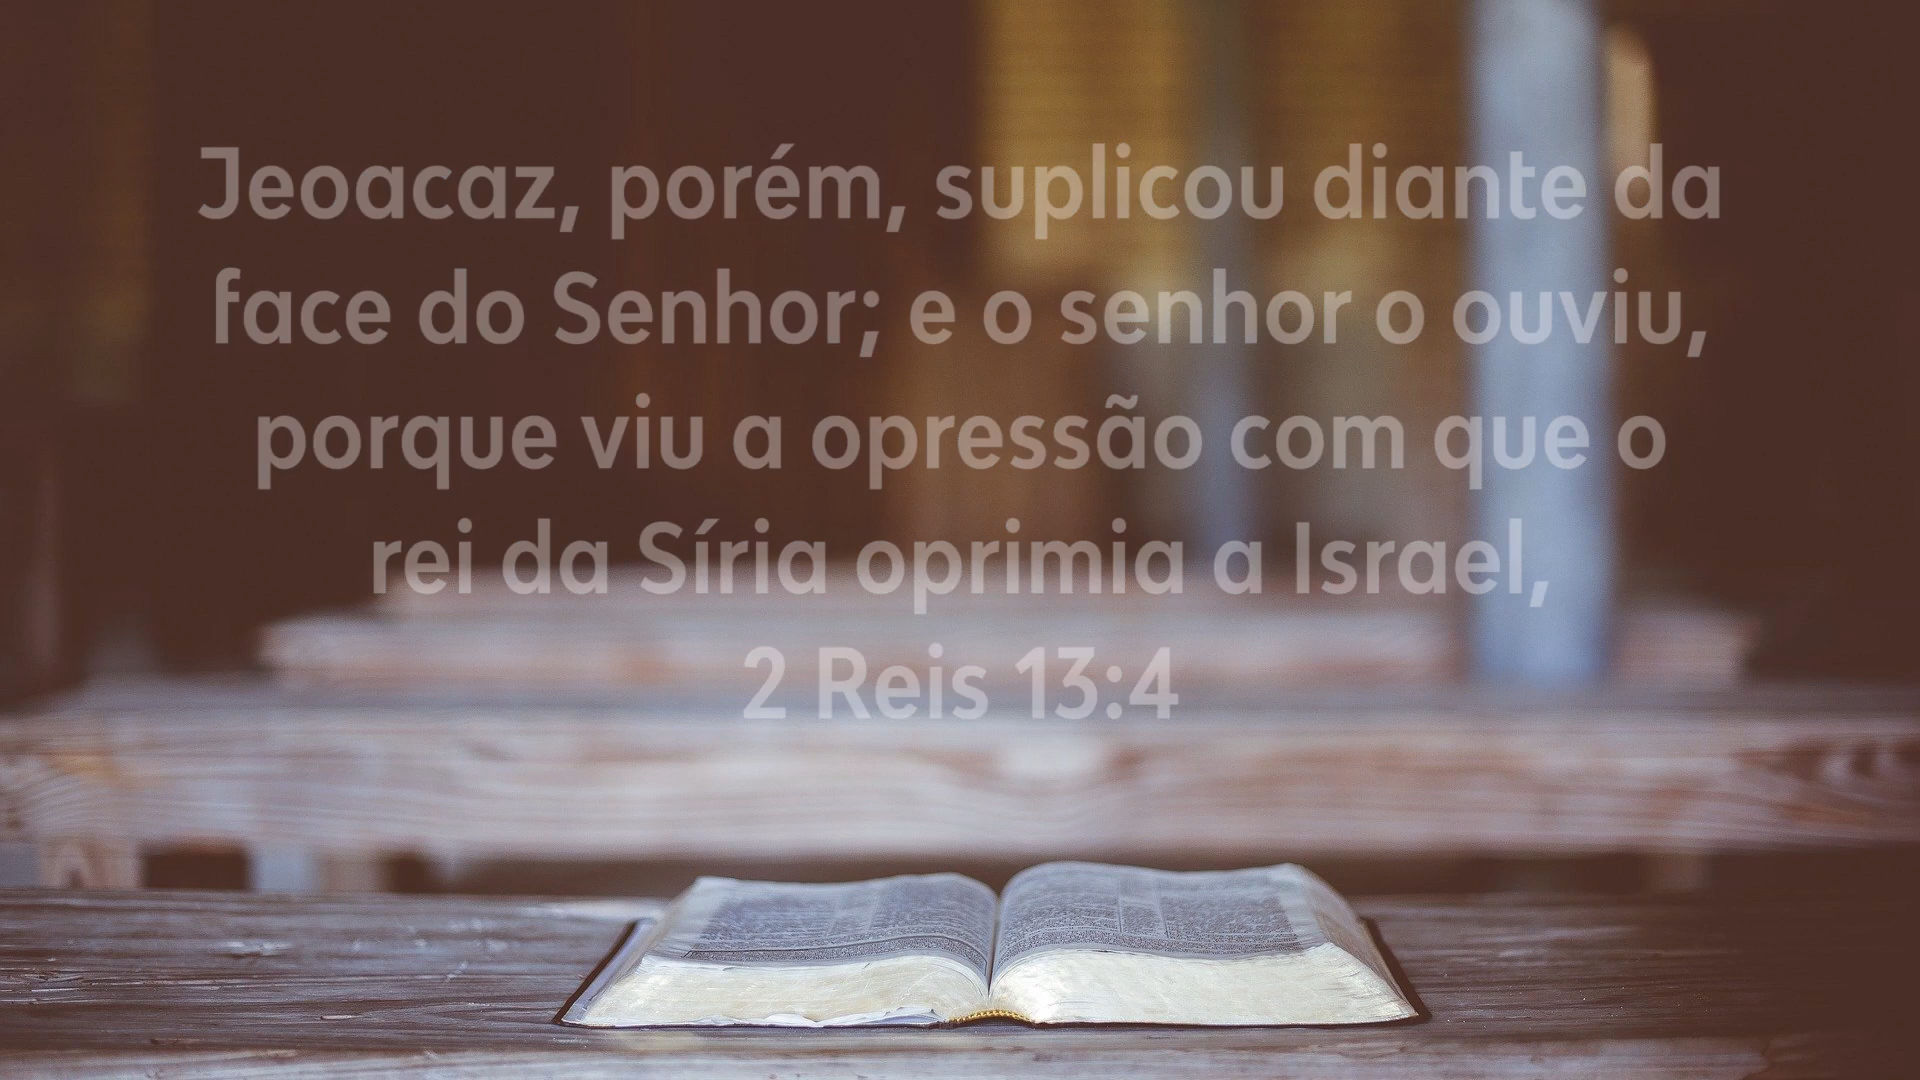 Jeoacaz, porém, suplicou diante da
face do Senhor; e o senhor o ouviu,
porque viu a opressão com que o
rei da Síria oprimia a Israel,
2 Reis 13:4